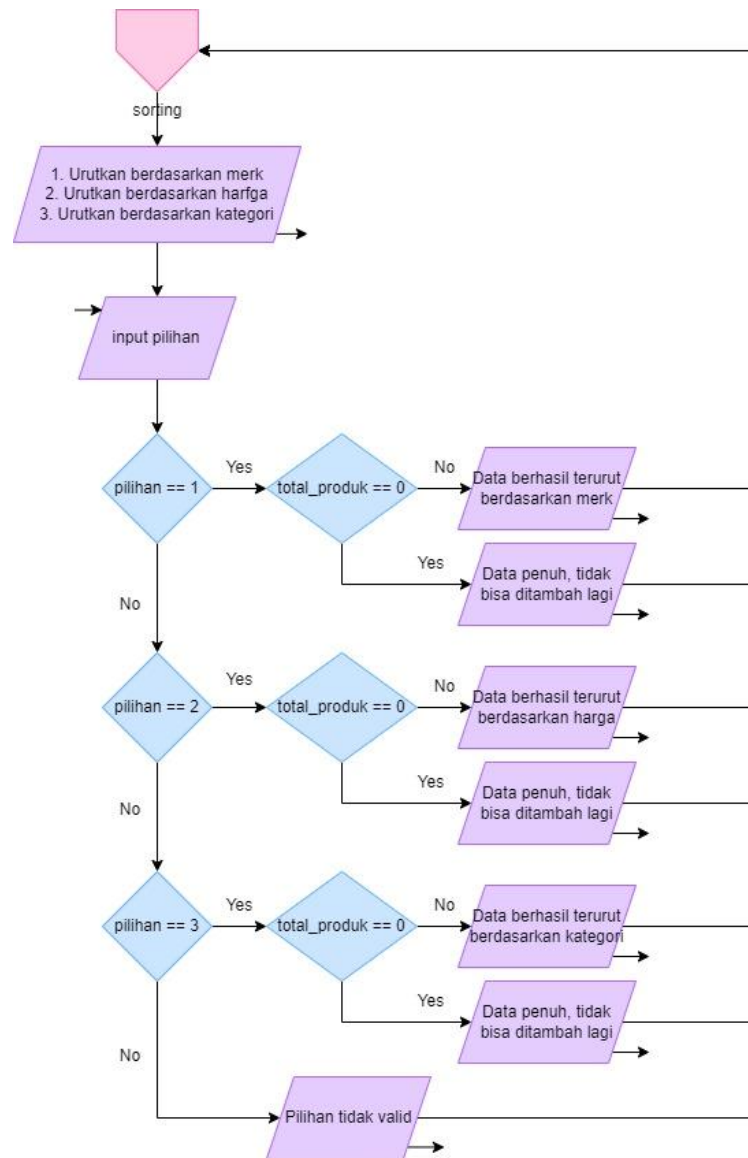 sorting
1. Urutkan berdasarkan merk
2. Urutkan berdasarkan harfga
3. Urutkan berdasarkan kategori
input pilihan
pilihan == 1
Yes
total_produk == 0
No
Data berhasil terurut
berdasarkan merk
Yes
Data penuh, tidak
bisa ditambah lagi
No
pilihan == 2
Yes
total_produk == 0
No
Data berhasil terurut
berdasarkan harga
Yes
Data penuh, tidak
bisa ditambah lagi
No
pilihan == 3
Yes
total_produk == 0
No
Data berhasil terurut
berdasarkan kategori
Yes
Data penuh, tidak
bisa ditambah lagi
No
Pilihan tidak valid